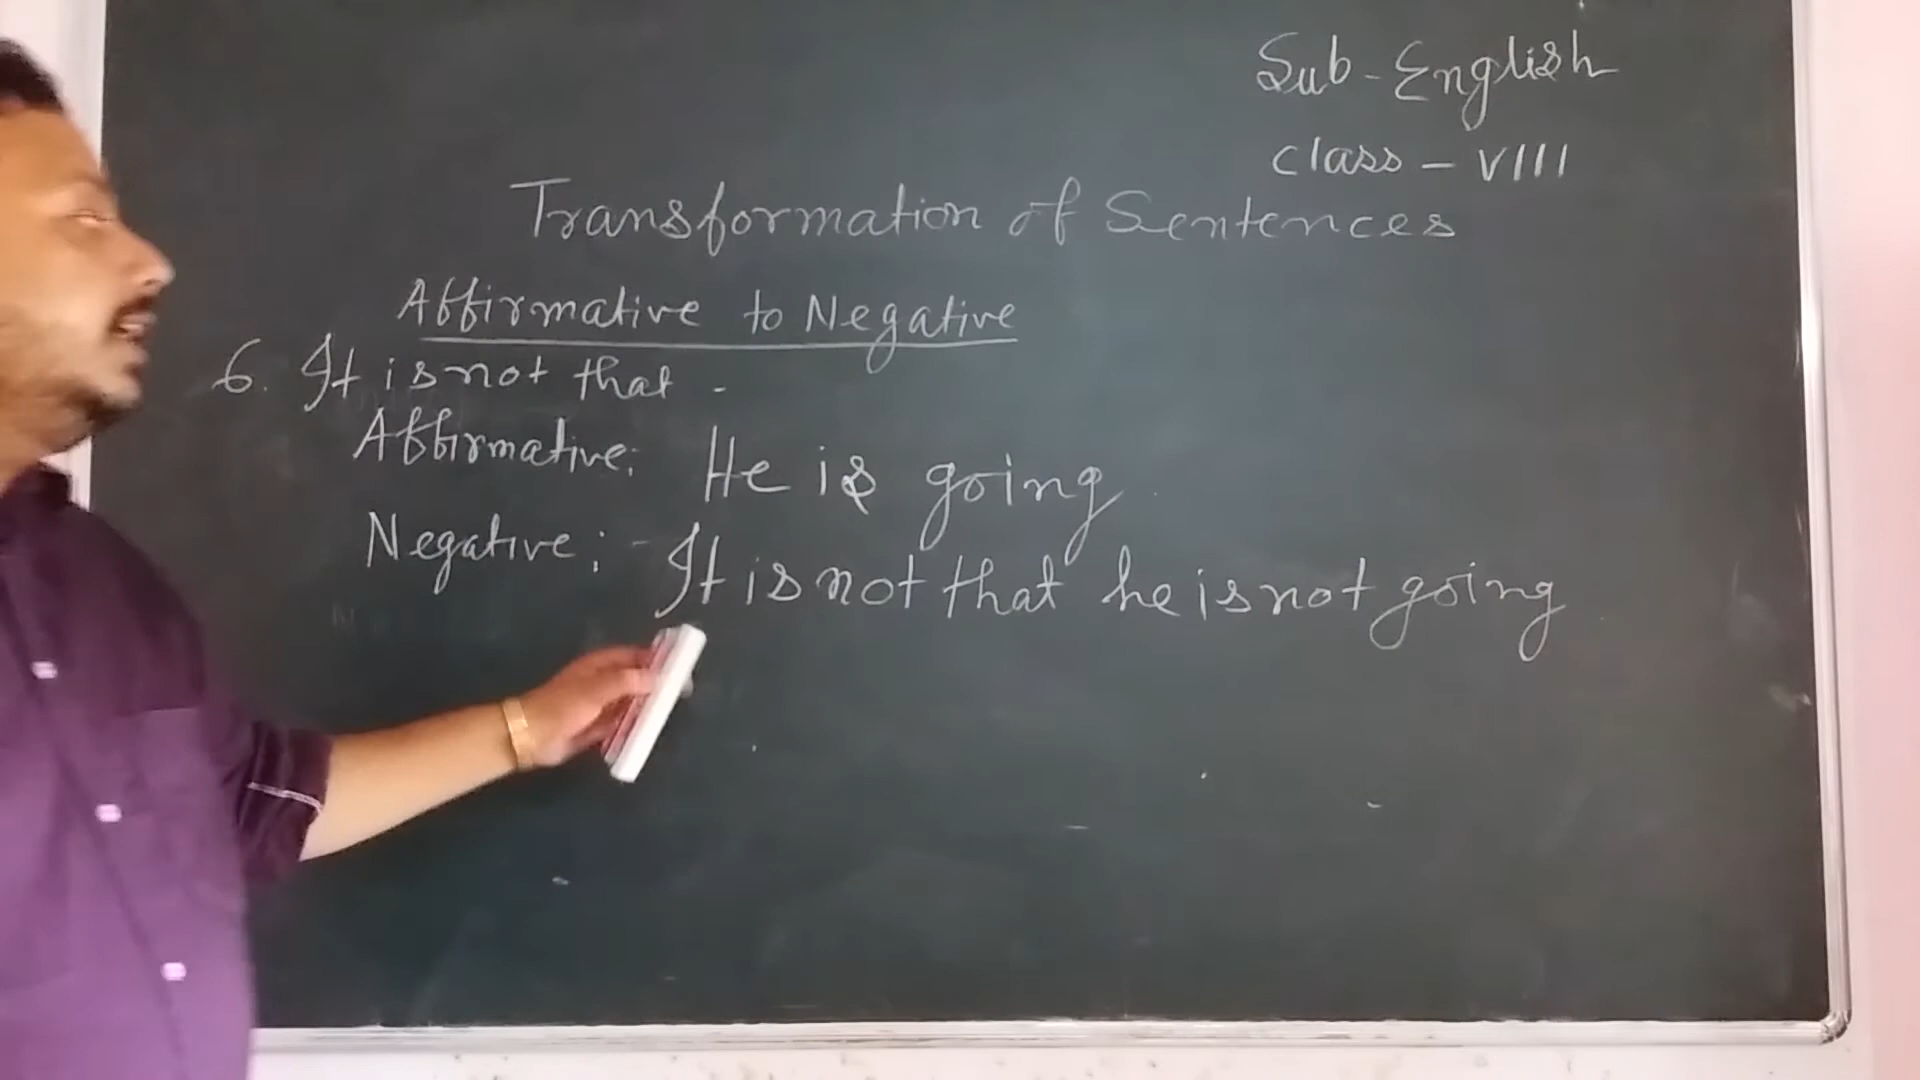 Sub - English
Class - VIII
Transformation of Sentences
Affirmative to Negative
6. It is not that -
Affirmative: He is going
Negative: - It is not that he is not going